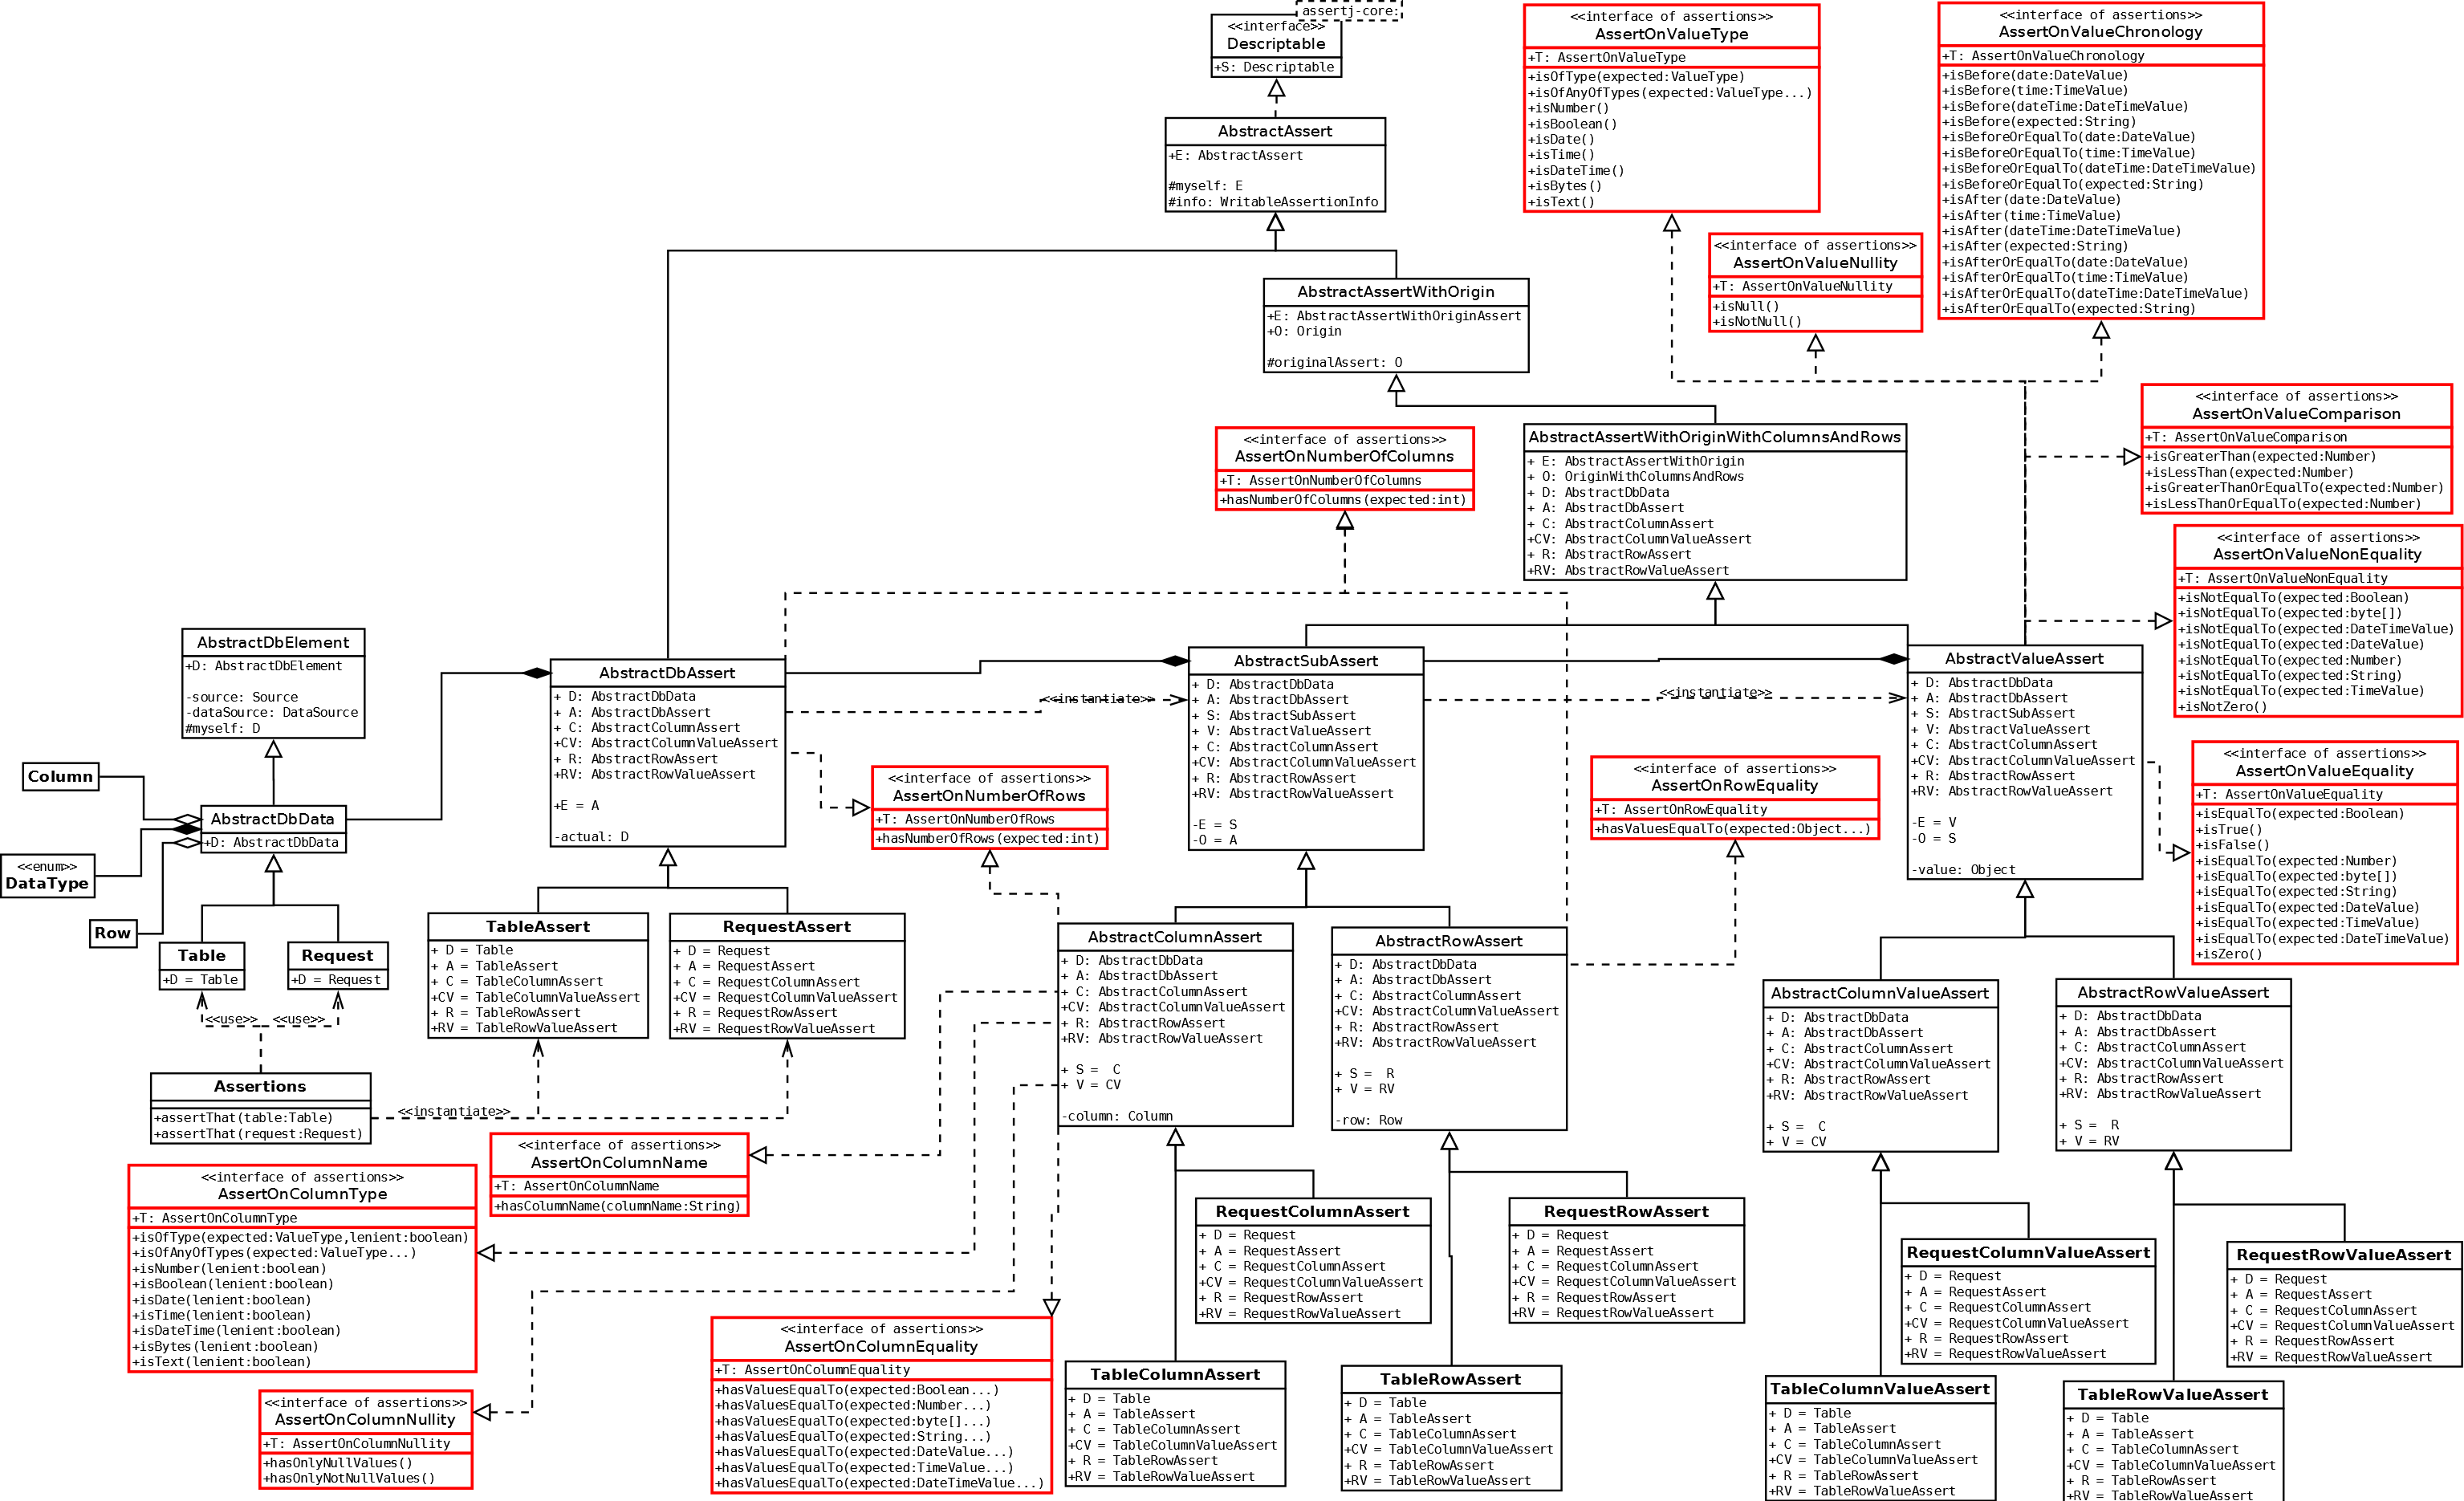 assertj-core:
<<interface>>
Descriptable
+S: Descriptable
<<interface of assertions>>
AssertOnValueType
+T: AssertOnValueType
+isOfType(expected:ValueType)
+isOfAnyOfTypes(expected:ValueType...)
+isNumber()
+isBoolean()
+isDate()
+isTime()
+isDateTime()
+isBytes()
+isText()
<<interface of assertions>>
AssertOnValueChronology
+T: AssertOnValueChronology
+isBefore(date:DateValue)
+isBefore(time:TimeValue)
+isBefore(dateTime:DateTimeValue)
+isBefore(expected:String)
+isBeforeOrEqualTo(date:DateValue)
+isBeforeOrEqualTo(time:TimeValue)
+isBeforeOrEqualTo(dateTime:DateTimeValue)
+isBeforeOrEqualTo(expected:String)
+isAfter(date:DateValue)
+isAfter(time:TimeValue)
+isAfter(dateTime:DateTimeValue)
+isAfter(expected:String)
+isAfterOrEqualTo(date:DateValue)
+isAfterOrEqualTo(time:TimeValue)
+isAfterOrEqualTo(dateTime:DateTimeValue)
+isAfterOrEqualTo(expected:String)
AbstractAssert
+E: AbstractAssert
#myself: E
#info: WritableAssertionInfo
<<interface of assertions>>
AssertOnValueNullity
+T: AssertOnValueNullity
+isNull()
+isNotNull()
AbstractAssertWithOrigin
+E: AbstractAssertWithOriginAssert
+O: Origin
#originalAssert: O
<<interface of assertions>>
AssertOnValueComparison
+T: AssertOnValueComparison
+isGreaterThan(expected:Number)
+isLessThan(expected:Number)
+isGreaterThanOrEqualTo(expected:Number)
+isLessThanOrEqualTo(expected:Number)
<<interface of assertions>>
AssertOnNumberOfColumns
+T: AssertOnNumberOfColumns
+hasNumberOfColumns(expected:int)
AbstractAssertWithOriginWithColumnsAndRows
+ E: AbstractAssertWithOrigin
+ O: OriginWithColumnsAndRows
+ D: AbstractDbData
+ A: AbstractDbAssert
+ C: AbstractColumnAssert
+CV: AbstractColumnValueAssert
+ R: AbstractRowAssert
+RV: AbstractRowValueAssert
<<interface of assertions>>
AssertOnValueNonEquality
+T: AssertOnValueNonEquality
+isNotEqualTo(expected:Boolean)
+isNotEqualTo(expected:byte[])
+isNotEqualTo(expected:DateTimeValue)
+isNotEqualTo(expected:DateValue)
+isNotEqualTo(expected:Number)
+isNotEqualTo(expected:String)
+isNotEqualTo(expected:TimeValue)
+isNotZero()
AbstractDbElement
+D: AbstractDbElement
-source: Source
-dataSource: DataSource
#myself: D
AbstractDbAssert
+ D: AbstractDbData
+ A: AbstractDbAssert
+ C: AbstractColumnAssert
+CV: AbstractColumnValueAssert
+ R: AbstractRowAssert
+RV: AbstractRowValueAssert
+E = A
-actual: D
<<instantiate>>
AbstractSubAssert
+ D: AbstractDbData
+ A: AbstractDbAssert
+ S: AbstractSubAssert
+ V: AbstractValueAssert
+ C: AbstractColumnAssert
+CV: AbstractColumnValueAssert
+ R: AbstractRowAssert
+RV: AbstractRowValueAssert
-E = S
-O = A
<<instantiate>>
AbstractValueAssert
+ D: AbstractDbData
+ A: AbstractDbAssert
+ S: AbstractSubAssert
+ V: AbstractValueAssert
+ C: AbstractColumnAssert
+CV: AbstractColumnValueAssert
+ R: AbstractRowAssert
+RV: AbstractRowValueAssert
-E = V
-O = S
-value: Object
<<interface of assertions>>
AssertOnValueEquality
+T: AssertOnValueEquality
+isEqualTo(expected:Boolean)
+isTrue()
+isFalse()
+isEqualTo(expected:Number)
+isEqualTo(expected:byte[])
+isEqualTo(expected:String)
+isEqualTo(expected:DateValue)
+isEqualTo(expected:TimeValue)
+isEqualTo(expected:DateTimeValue)
+isZero()
Column
AbstractDbData
+D: AbstractDbData
<<enum>>
DataType
Row
<<interface of assertions>>
AssertOnNumberOfRows
+T: AssertOnNumberOfRows
+hasNumberOfRows(expected:int)
<<interface of assertions>>
AssertOnRowEquality
+T: AssertOnRowEquality
+hasValuesEqualTo(expected:Object...)
Table
+D = Table
Request
+D = Request
<<use>>
<<use>>
TableAssert
+ D = Table
+ A = TableAssert
+ C = TableColumnAssert
+CV = TableColumnValueAssert
+ R = TableRowAssert
+RV = TableRowValueAssert
RequestAssert
+ D = Request
+ A = RequestAssert
+ C = RequestColumnAssert
+CV = RequestColumnValueAssert
+ R = RequestRowAssert
+RV = RequestRowValueAssert
AbstractColumnAssert
+ D: AbstractDbData
+ A: AbstractDbAssert
+ C: AbstractColumnAssert
+CV: AbstractColumnValueAssert
+ R: AbstractRowAssert
+RV: AbstractRowValueAssert
+ S =  C
+ V = CV
-column: Column
AbstractRowAssert
+ D: AbstractDbData
+ A: AbstractDbAssert
+ C: AbstractColumnAssert
+CV: AbstractColumnValueAssert
+ R: AbstractRowAssert
+RV: AbstractRowValueAssert
+ S =  R
+ V = RV
-row: Row
AbstractColumnValueAssert
+ D: AbstractDbData
+ A: AbstractDbAssert
+ C: AbstractColumnAssert
+CV: AbstractColumnValueAssert
+ R: AbstractRowAssert
+RV: AbstractRowValueAssert
+ S =  C
+ V = CV
AbstractRowValueAssert
+ D: AbstractDbData
+ A: AbstractDbAssert
+ C: AbstractColumnAssert
+CV: AbstractColumnValueAssert
+ R: AbstractRowAssert
+RV: AbstractRowValueAssert
+ S =  R
+ V = RV
Assertions
+assertThat(table:Table)
+assertThat(request:Request)
<<instantiate>>
<<interface of assertions>>
AssertOnColumnName
+T: AssertOnColumnName
+hasColumnName(columnName:String)
<<interface of assertions>>
AssertOnColumnType
+T: AssertOnColumnType
+isOfType(expected:ValueType,lenient:boolean)
+isOfAnyOfTypes(expected:ValueType...)
+isNumber(lenient:boolean)
+isBoolean(lenient:boolean)
+isDate(lenient:boolean)
+isTime(lenient:boolean)
+isDateTime(lenient:boolean)
+isBytes(lenient:boolean)
+isText(lenient:boolean)
RequestColumnAssert
+ D = Request
+ A = RequestAssert
+ C = RequestColumnAssert
+CV = RequestColumnValueAssert
+ R = RequestRowAssert
+RV = RequestRowValueAssert
RequestRowAssert
+ D = Request
+ A = RequestAssert
+ C = RequestColumnAssert
+CV = RequestColumnValueAssert
+ R = RequestRowAssert
+RV = RequestRowValueAssert
RequestColumnValueAssert
+ D = Request
+ A = RequestAssert
+ C = RequestColumnAssert
+CV = RequestColumnValueAssert
+ R = RequestRowAssert
+RV = RequestRowValueAssert
RequestRowValueAssert
+ D = Request
+ A = RequestAssert
+ C = RequestColumnAssert
+CV = RequestColumnValueAssert
+ R = RequestRowAssert
+RV = RequestRowValueAssert
<<interface of assertions>>
AssertOnColumnNullity
+T: AssertOnColumnNullity
+hasOnlyNullValues()
+hasOnlyNotNullValues()
<<interface of assertions>>
AssertOnColumnEquality
+T: AssertOnColumnEquality
+hasValuesEqualTo(expected:Boolean...)
+hasValuesEqualTo(expected:Number...)
+hasValuesEqualTo(expected:byte[]...)
+hasValuesEqualTo(expected:String...)
+hasValuesEqualTo(expected:DateValue...)
+hasValuesEqualTo(expected:TimeValue...)
+hasValuesEqualTo(expected:DateTimeValue...)
TableColumnAssert
+ D = Table
+ A = TableAssert
+ C = TableColumnAssert
+CV = TableColumnValueAssert
+ R = TableRowAssert
+RV = TableRowValueAssert
TableRowAssert
+ D = Table
+ A = TableAssert
+ C = TableColumnAssert
+CV = TableColumnValueAssert
+ R = TableRowAssert
+RV = TableRowValueAssert
TableColumnValueAssert
+ D = Table
+ A = TableAssert
+ C = TableColumnAssert
+CV = TableColumnValueAssert
+ R = TableRowAssert
+RV = TableRowValueAssert
TableRowValueAssert
+ D = Table
+ A = TableAssert
+ C = TableColumnAssert
+CV = TableColumnValueAssert
+ R = TableRowAssert
+RV = TableRowValueAssert